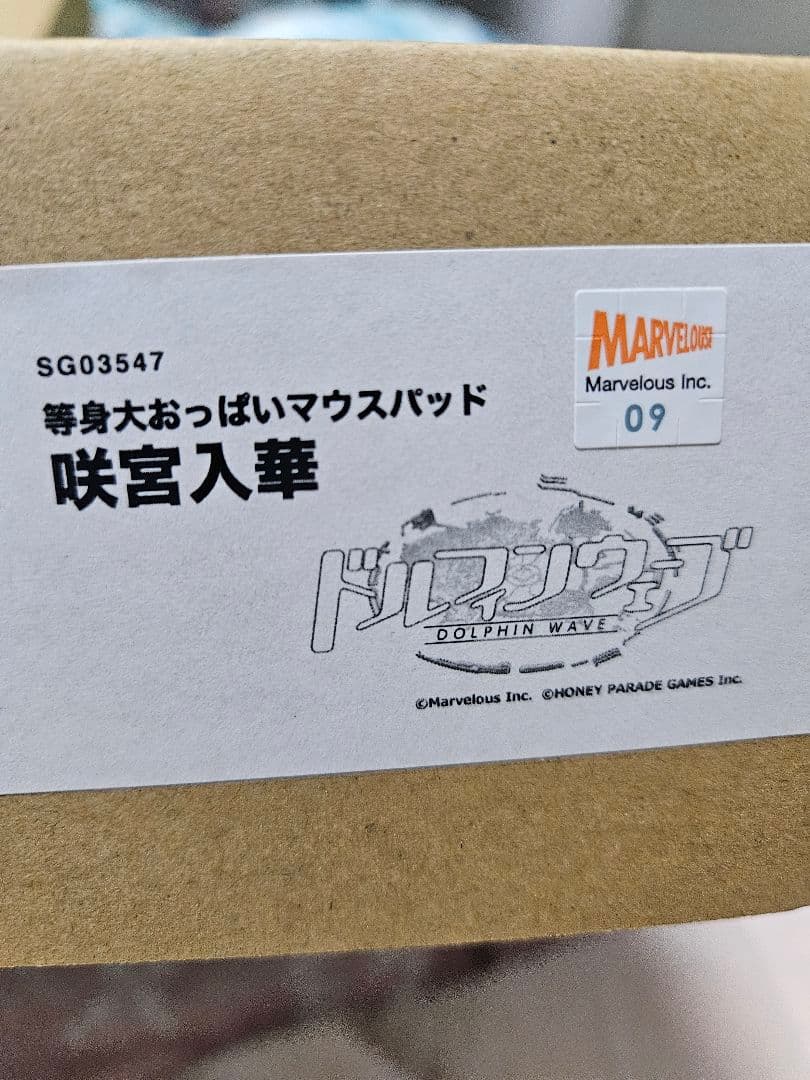 SG03547
等身大おっぱいマウスパッド
咲宮入華
MARVELOUS!
Marvelous Inc.
09
ドルフィンウェーブ
DOLPHIN WAVE
©Marvelous Inc. ©HONEY PARADE GAMES Inc.